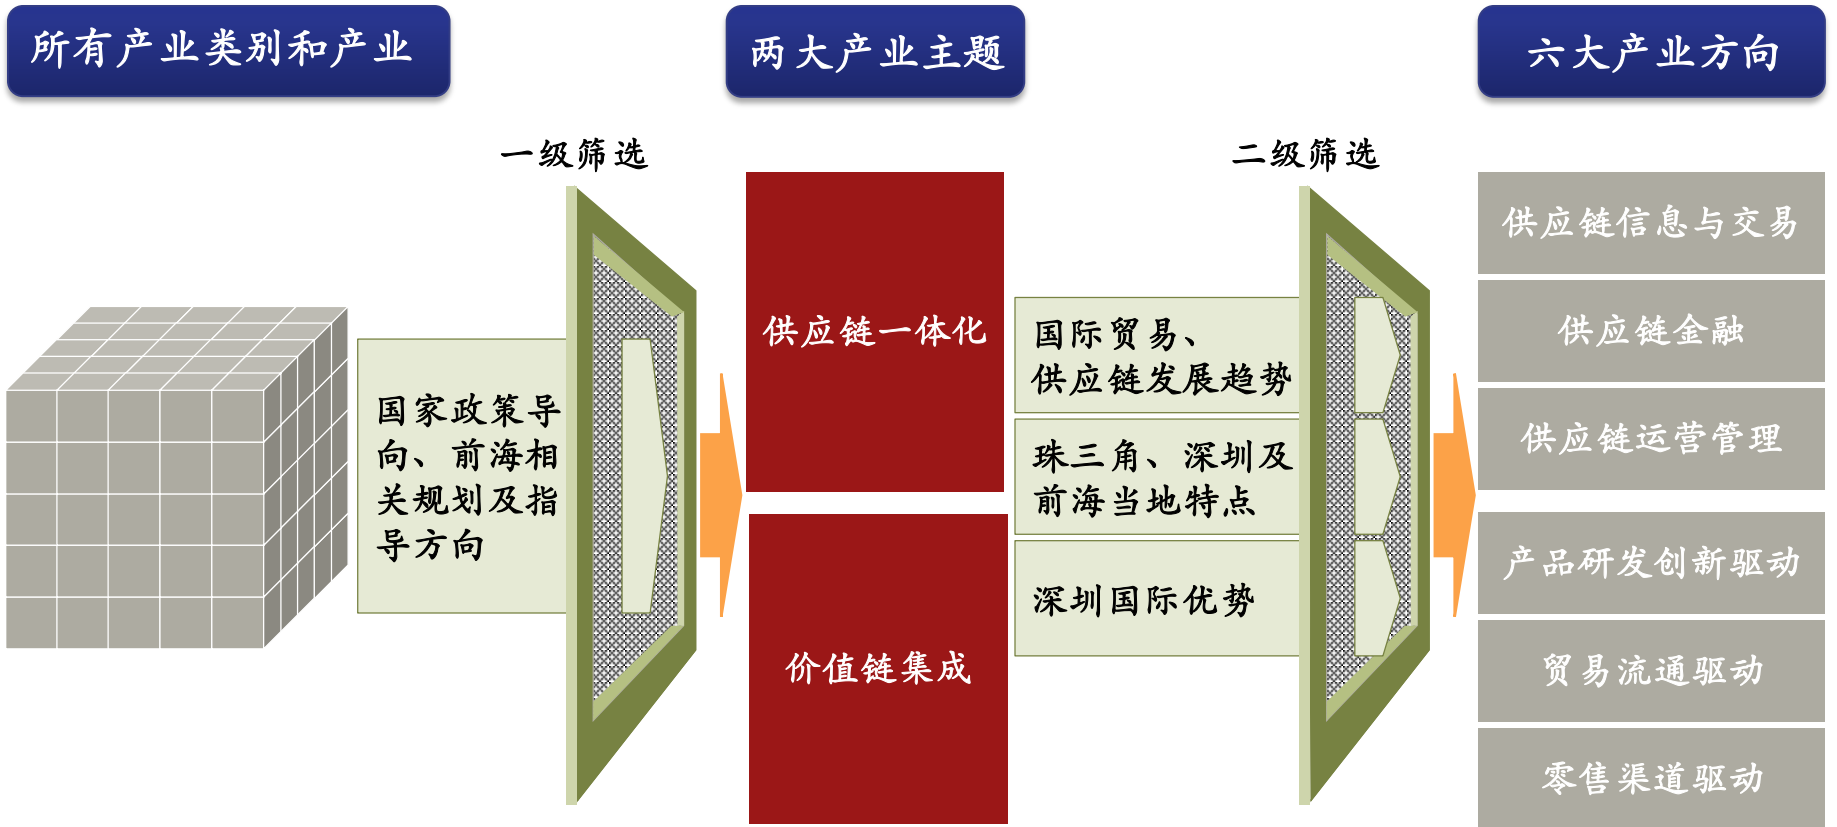 所有产业类别和产业
两大产业主题
六大产业方向
一级筛选
二级筛选
国家政策导
向、前海相
关规划及指
导方向
供应链一体化
价值链集成
国际贸易、
供应链发展趋势
珠三角、深圳及
前海当地特点
深圳国际优势
供应链信息与交易
供应链金融
供应链运营管理
产品研发创新驱动
贸易流通驱动
零售渠道驱动